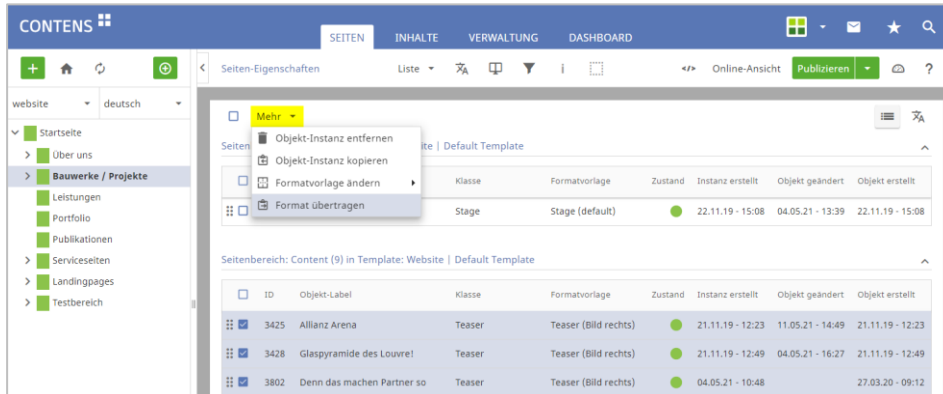 CONTENS
SEITEN INHALTE VERWALTUNG DASHBOARD
Seiten-Eigenschaften Liste </> Online-Ansicht Publizieren ?
website deutsch
Startseite
Über uns
Bauwerke / Projekte
Leistungen
Portfolio
Publikationen
Serviceseiten
Landingpages
Testbereich
Mehr
Objekt-Instanz entfernen
Objekt-Instanz kopieren
Formatvorlage ändern
Format übertragen
Seiten site | Default Template
Klasse Formatvorlage Zustand Instanz erstellt Objekt geändert Objekt erstellt
Stage Stage (default) 22.11.19 - 15:08 04.05.21 - 13:39 22.11.19 - 15:08
Seitenbereich: Content (9) in Template: Website | Default Template
ID Objekt-Label Klasse Formatvorlage Zustand Instanz erstellt Objekt geändert Objekt erstellt
3425 Allianz Arena Teaser Teaser (Bild rechts) 21.11.19 - 12:23 11.05.21 - 14:49 21.11.19 - 12:23
3428 Glaspyramide des Louvre! Teaser Teaser (Bild rechts) 21.11.19 - 12:49 04.05.21 - 16:27 21.11.19 - 12:49
3802 Denn das machen Partner so Teaser Teaser (Bild rechts) 04.05.21 - 10:48 27.03.20 - 09:12